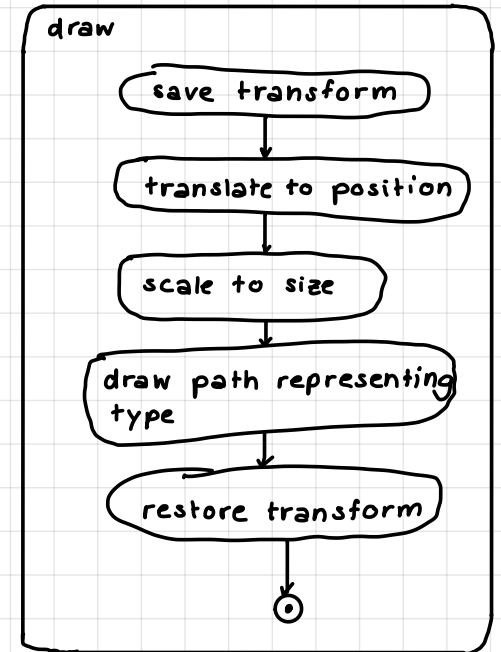 draw
save transform
translate to position
scale to size
draw path representing
type
restore transform